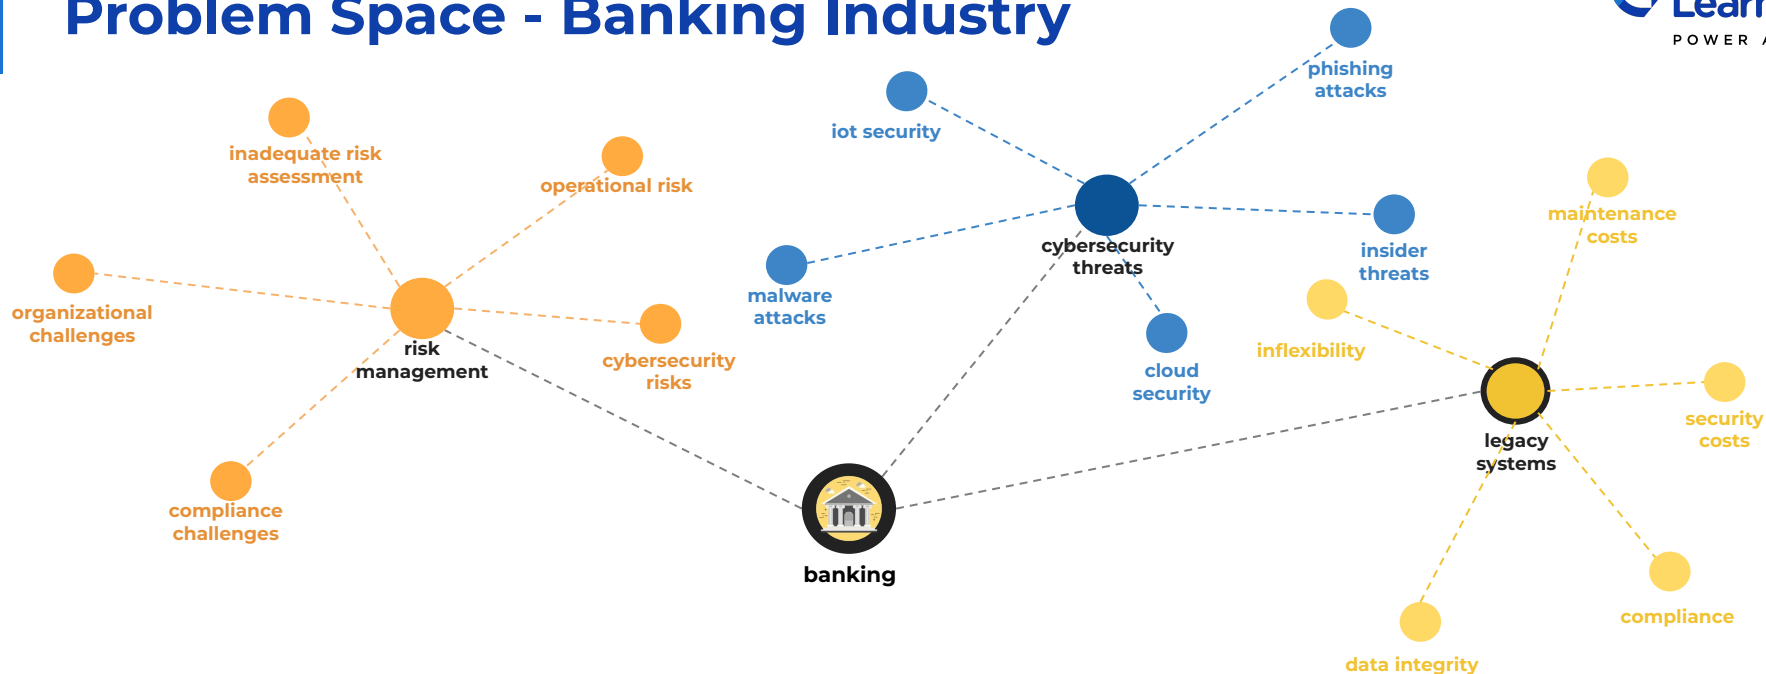 Problem Space - Banking Industry
Learn
POWER A
phishing
attacks
iot security
inadequate risk
assessment
operational risk
maintenance
costs
cybersecurity
threats
insider
threats
malware
attacks
organizational
challenges
risk
management
cybersecurity
risks
inflexibility
cloud
security
security
costs
legacy
systems
compliance
challenges
banking
compliance
data integrity